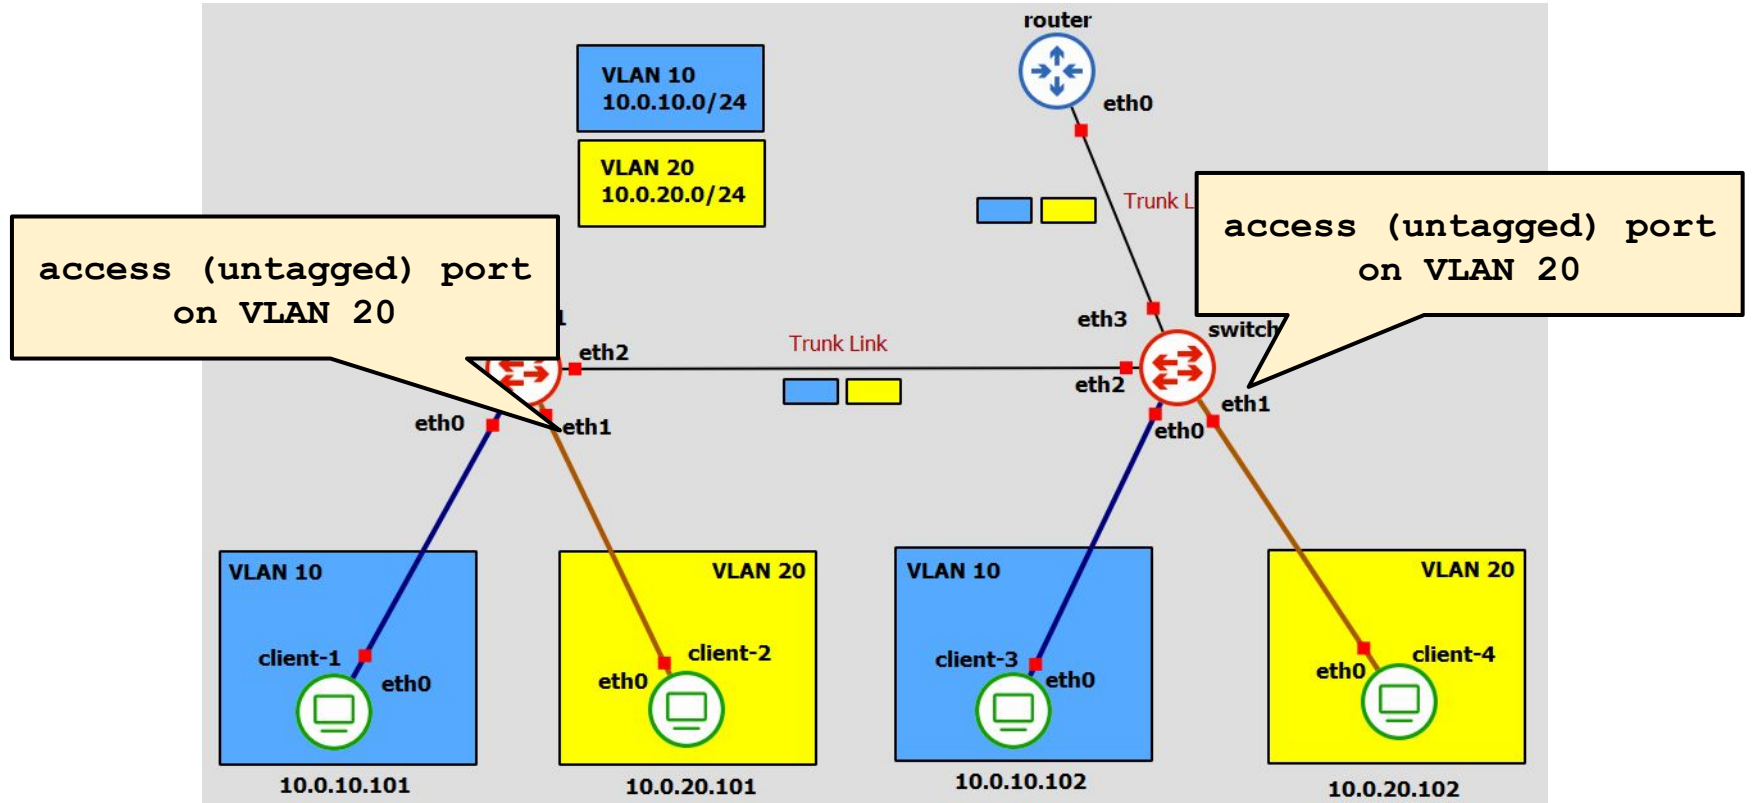 router
VLAN 10
10.0.10.0/24
eth0
VLAN 20
10.0.20.0/24
Trunk L
access (untagged) port
on VLAN 20
access (untagged) port
on VLAN 20
1
eth3
switch
Trunk Link
eth2
eth2
eth0
eth1
eth0
eth1
VLAN 10
VLAN 20
VLAN 10
VLAN 20
client-1
eth0
client-2
eth0
client-3
eth0
client-4
eth0
10.0.10.101
10.0.20.101
10.0.10.102
10.0.20.102